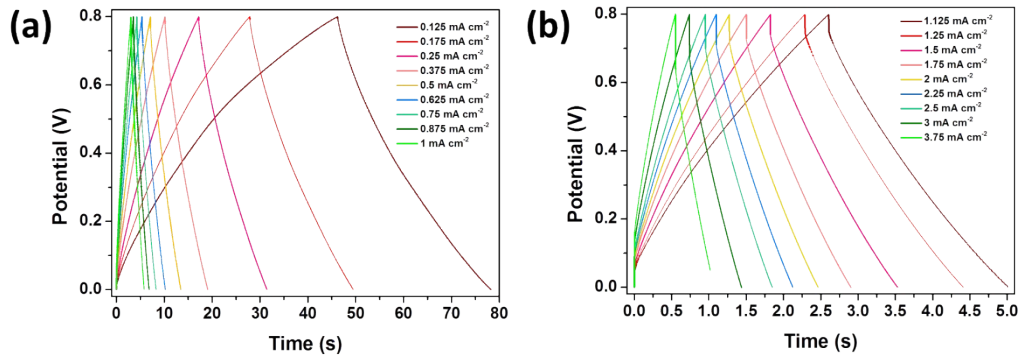 (a)
Potential (V)
0.8
0.6
0.4
0.2
0.0
0.125 mA cm⁻²
0.175 mA cm⁻²
0.25 mA cm⁻²
0.375 mA cm⁻²
0.5 mA cm⁻²
0.625 mA cm⁻²
0.75 mA cm⁻²
0.875 mA cm⁻²
1 mA cm⁻²
0 10 20 30 40 50 60 70 80
Time (s)
(b)
Potential (V)
0.8
0.6
0.4
0.2
0.0
1.125 mA cm⁻²
1.25 mA cm⁻²
1.5 mA cm⁻²
1.75 mA cm⁻²
2 mA cm⁻²
2.25 mA cm⁻²
2.5 mA cm⁻²
3 mA cm⁻²
3.75 mA cm⁻²
0.0 0.5 1.0 1.5 2.0 2.5 3.0 3.5 4.0 4.5 5.0
Time (s)